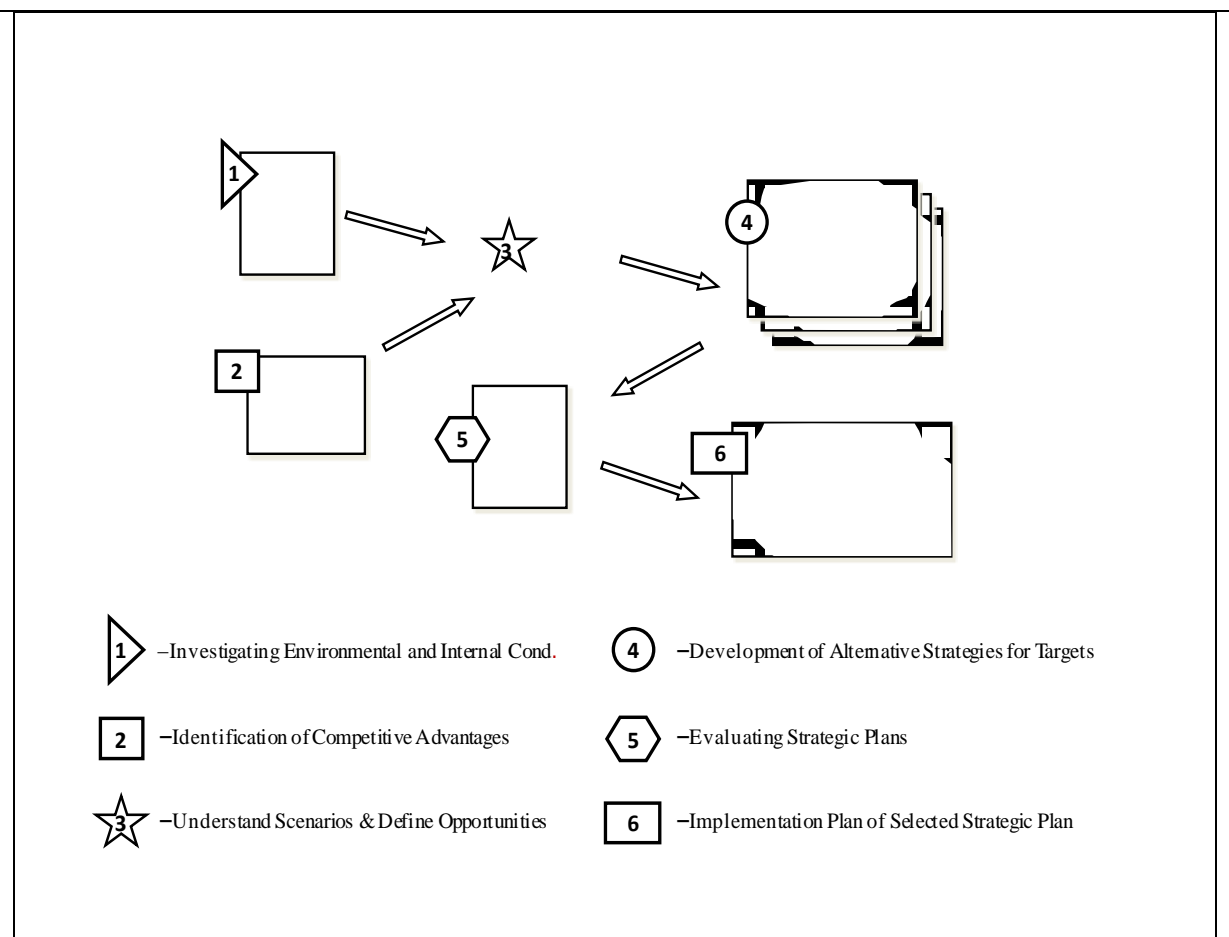 1
3
4
2
5
6
1 –Investigating Environmental and Internal Cond.
4 –Development of Alternative Strategies for Targets
2 –Identification of Competitive Advantages
5 –Evaluating Strategic Plans
3 –Understand Scenarios & Define Opportunities
6 –Implementation Plan of Selected Strategic Plan